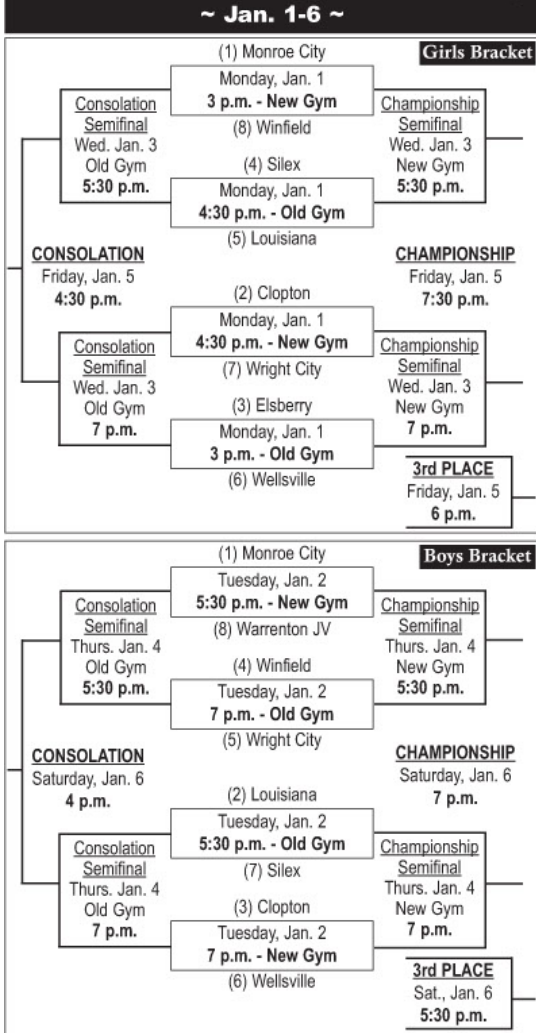 ~ Jan. 1-6 ~
Girls Bracket
(1) Monroe City
Monday, Jan. 1
3 p.m. - New Gym
(8) Winfield
(4) Silex
Monday, Jan. 1
4:30 p.m. - Old Gym
(5) Louisiana
Consolation
Semifinal
Wed. Jan. 3
Old Gym
5:30 p.m.
Championship
Semifinal
Wed. Jan. 3
New Gym
5:30 p.m.
CONSOLATION
Friday, Jan. 5
4:30 p.m.
CHAMPIONSHIP
Friday, Jan. 5
7:30 p.m.
(2) Clopton
Monday, Jan. 1
4:30 p.m. - New Gym
(7) Wright City
(3) Elsberry
Monday, Jan. 1
3 p.m. - Old Gym
(6) Wellsville
Consolation
Semifinal
Wed. Jan. 3
Old Gym
7 p.m.
Championship
Semifinal
Wed. Jan. 3
New Gym
7 p.m.
3rd PLACE
Friday, Jan. 5
6 p.m.
Boys Bracket
(1) Monroe City
Tuesday, Jan. 2
5:30 p.m. - New Gym
(8) Warrenton JV
(4) Winfield
Tuesday, Jan. 2
7 p.m. - Old Gym
(5) Wright City
Consolation
Semifinal
Thurs. Jan. 4
Old Gym
5:30 p.m.
Championship
Semifinal
Thurs. Jan. 4
New Gym
5:30 p.m.
CONSOLATION
Saturday, Jan. 6
4 p.m.
CHAMPIONSHIP
Saturday, Jan. 6
7 p.m.
(2) Louisiana
Tuesday, Jan. 2
5:30 p.m. - Old Gym
(7) Silex
(3) Clopton
Tuesday, Jan. 2
7 p.m. - New Gym
(6) Wellsville
Consolation
Semifinal
Thurs. Jan. 4
Old Gym
7 p.m.
Championship
Semifinal
Thurs. Jan. 4
New Gym
7 p.m.
3rd PLACE
Sat., Jan. 6
5:30 p.m.